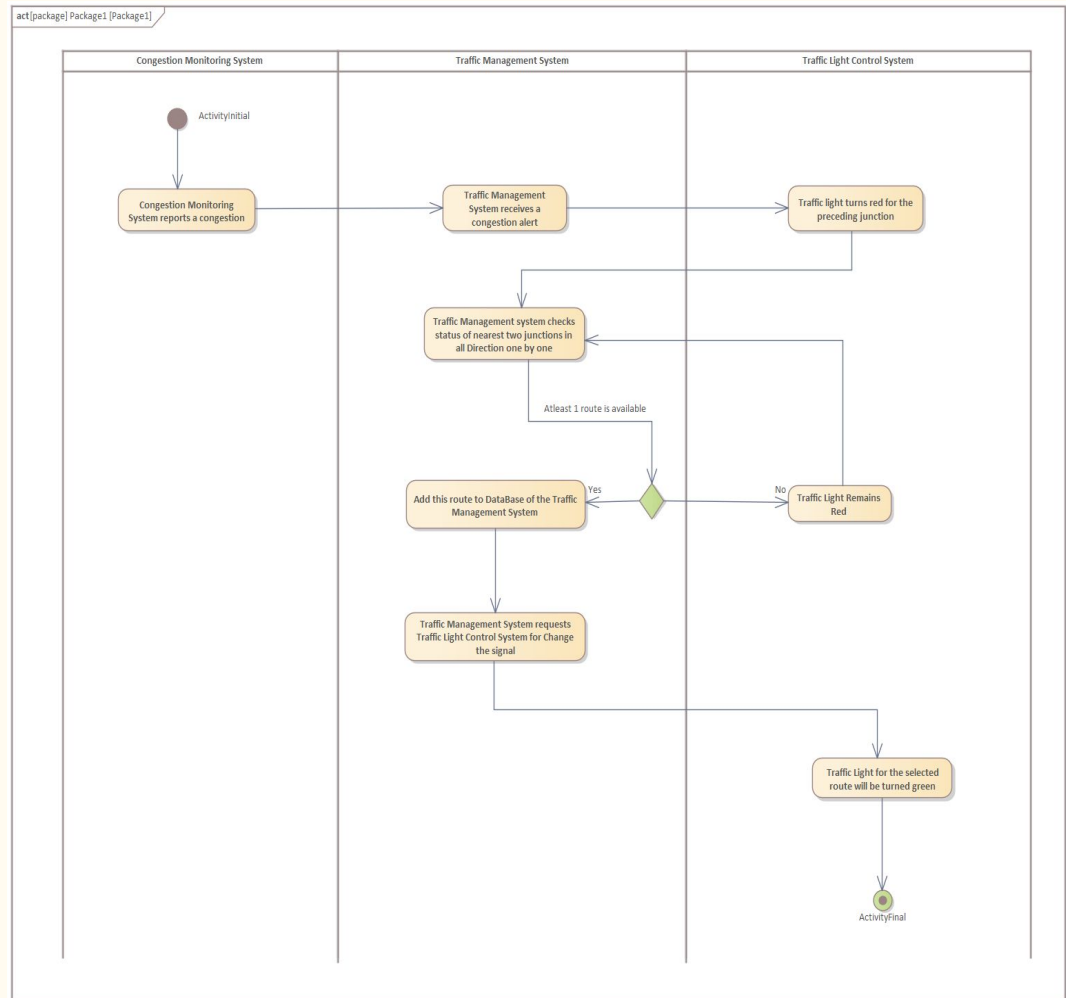 act [package] Package1 [Package1]
Congestion Monitoring System
Traffic Management System
Traffic Light Control System
ActivityInitial
Congestion Monitoring
System reports a congestion
Traffic Management
System receives a
congestion alert
Traffic light turns red for the
preceding junction
Traffic Management system checks
status of nearest two junctions in
all Direction one by one
Atleast 1 route is available
Add this route to DataBase of the Traffic
Management System
Yes
No
Traffic Light Remains
Red
Traffic Management System requests
Traffic Light Control System for Change
the signal
Traffic Light for the selected
route will be turned green
ActivityFinal